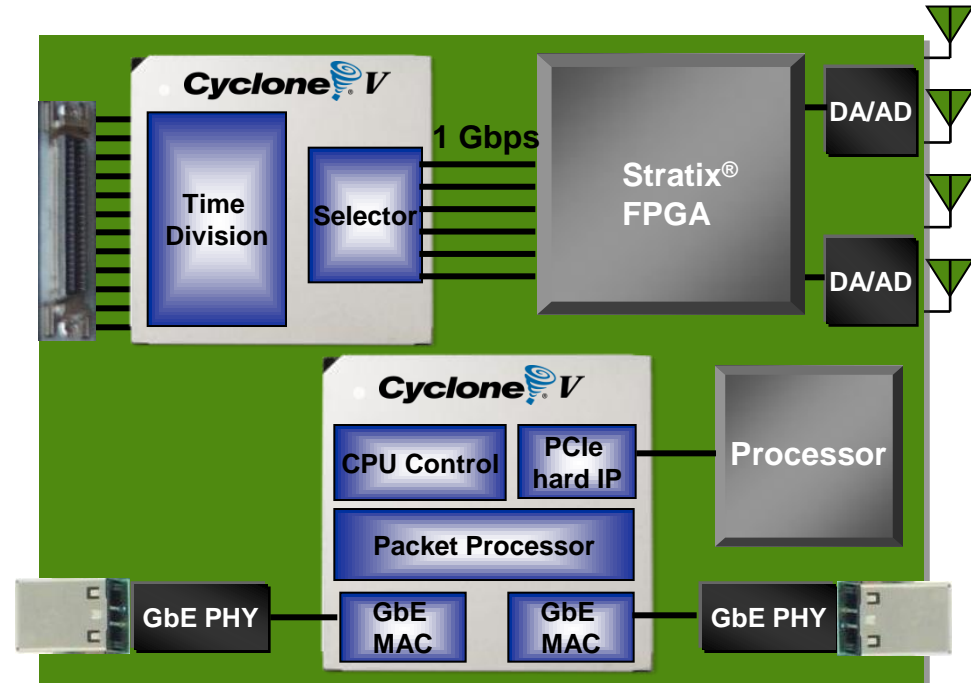 Cyclone® V
Time
Division
Selector
1 Gbps
Stratix®
FPGA
DA/AD
DA/AD
Cyclone® V
CPU Control
PCIe
hard IP
Packet Processor
GbE
MAC
GbE
MAC
Processor
GbE PHY
GbE PHY